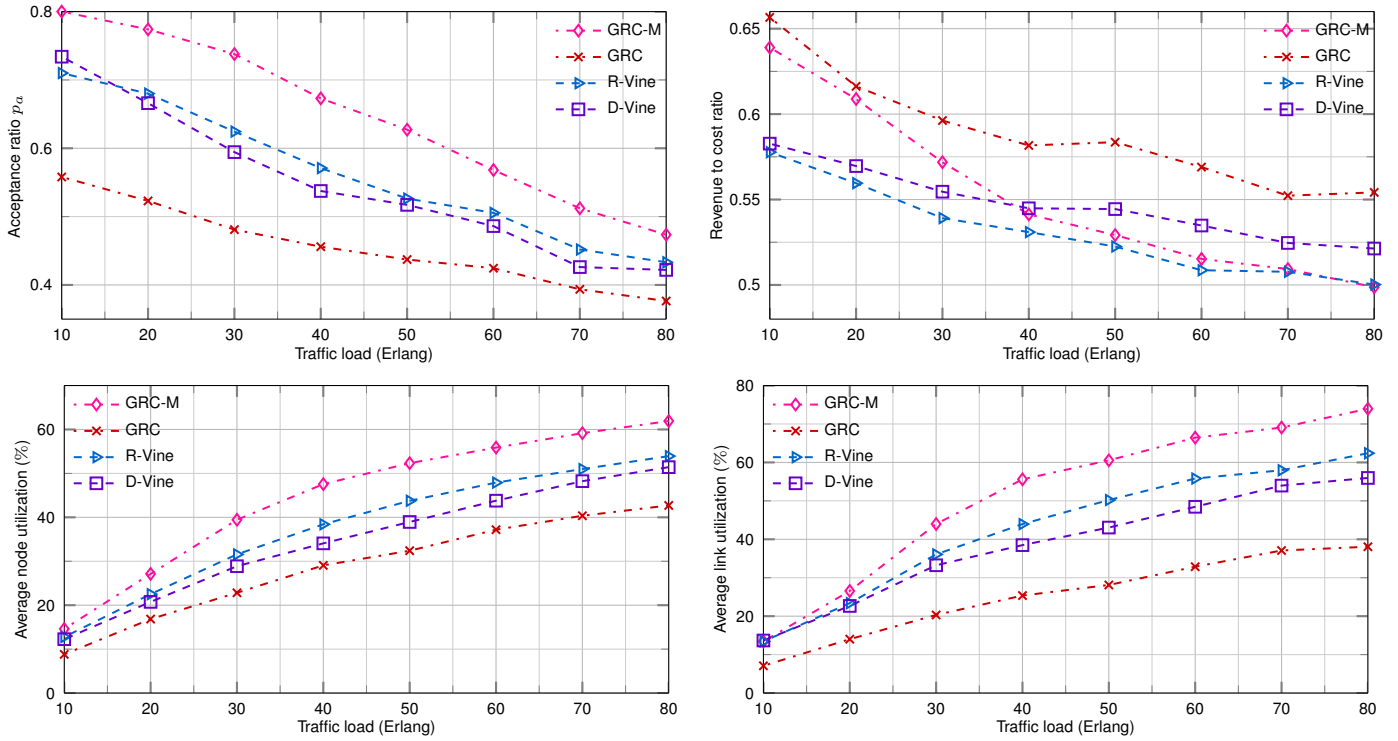 0.8
0.6
0.4
10 20 30 40 50 60 70 80
Traffic load (Erlang)
Acceptance ratio pₐ
GRC-M
GRC
R-Vine
D-Vine
0.65
0.6
0.55
0.5
10 20 30 40 50 60 70 80
Traffic load (Erlang)
Revenue to cost ratio
GRC-M
GRC
R-Vine
D-Vine
60
40
20
0
10 20 30 40 50 60 70 80
Traffic load (Erlang)
Average node utilization (%)
GRC-M
GRC
R-Vine
D-Vine
80
60
40
20
0
10 20 30 40 50 60 70 80
Traffic load (Erlang)
Average link utilization (%)
GRC-M
GRC
R-Vine
D-Vine